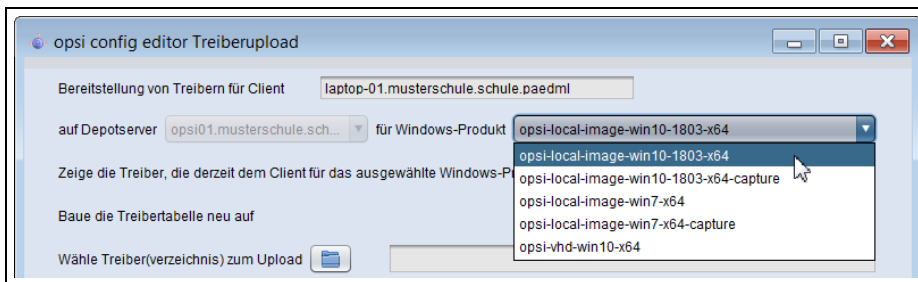 opsi config editor Treiberupload
Bereitstellung von Treibern für Client laptop-01.musterschule.schule.paedml
auf Depotserver opsi01.musterschule.sch... für Windows-Produkt opsi-local-image-win10-1803-x64
opsi-local-image-win10-1803-x64
Zeige die Treiber, die derzeit dem Client für das ausgewählte Windows-P
opsi-local-image-win10-1803-x64-capture
opsi-local-image-win7-x64
Baue die Treibertabelle neu auf
opsi-local-image-win7-x64-capture
opsi-vhd-win10-x64
Wähle Treiber(verzeichnis) zum Upload